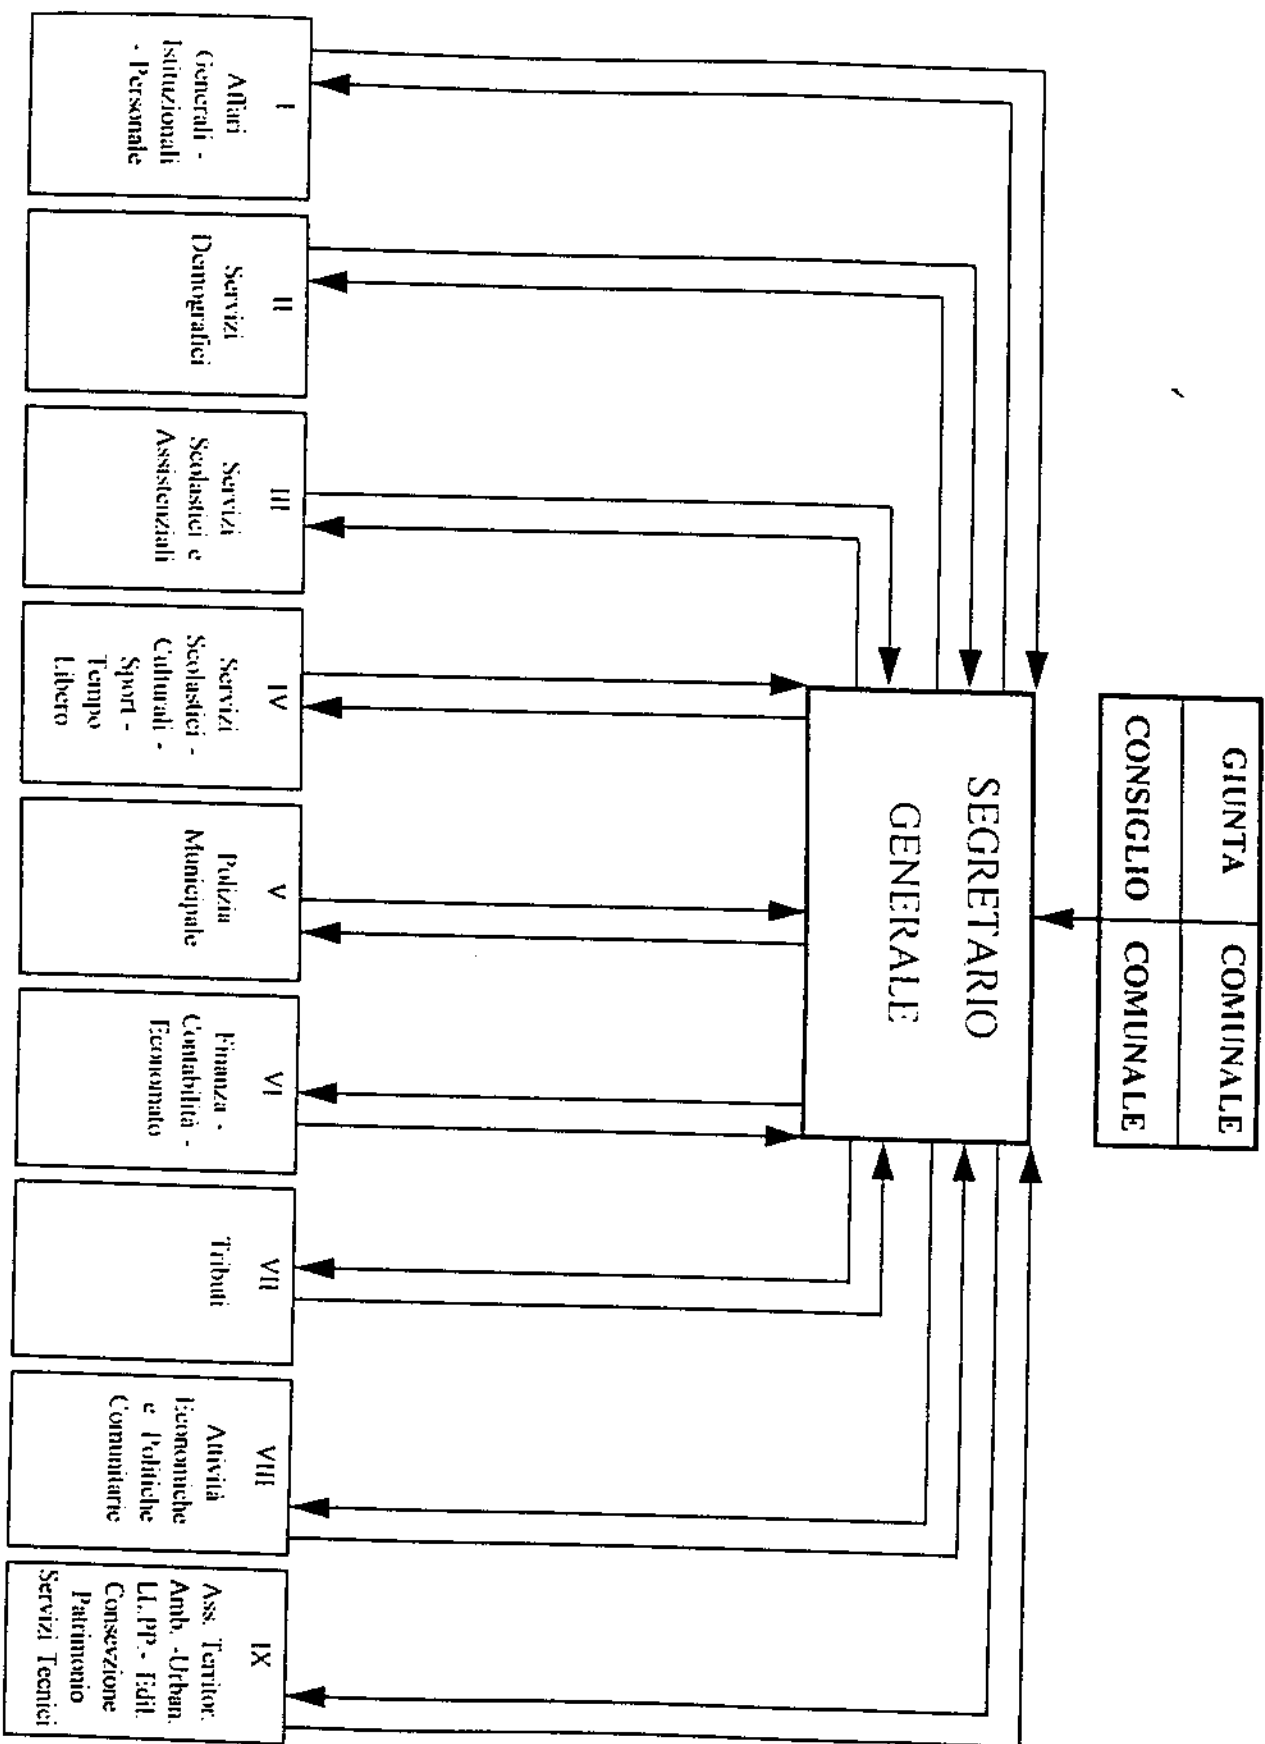 GIUNTA COMUNALE
CONSIGLIO COMUNALE
SEGRETARIO
GENERALE
I
Affari
Generali -
Istituzionali
- Personale
II
Servizi
Demografici
III
Servizi
Scolastici e
Assistenziali
IV
Servizi
Scolastici -
Culturali -
Sport -
Tempo
Libero
V
Polizia
Municipale
VI
Finanza -
Contabilità -
Economato
VII
Tributi
VIII
Attività
Economiche
e Politiche
Comunitarie
IX
Ass. Territor.
Amb. -Urban.
LL.PP.- Edil.
Consevzione
Patrimonio
Servizi Tecnici